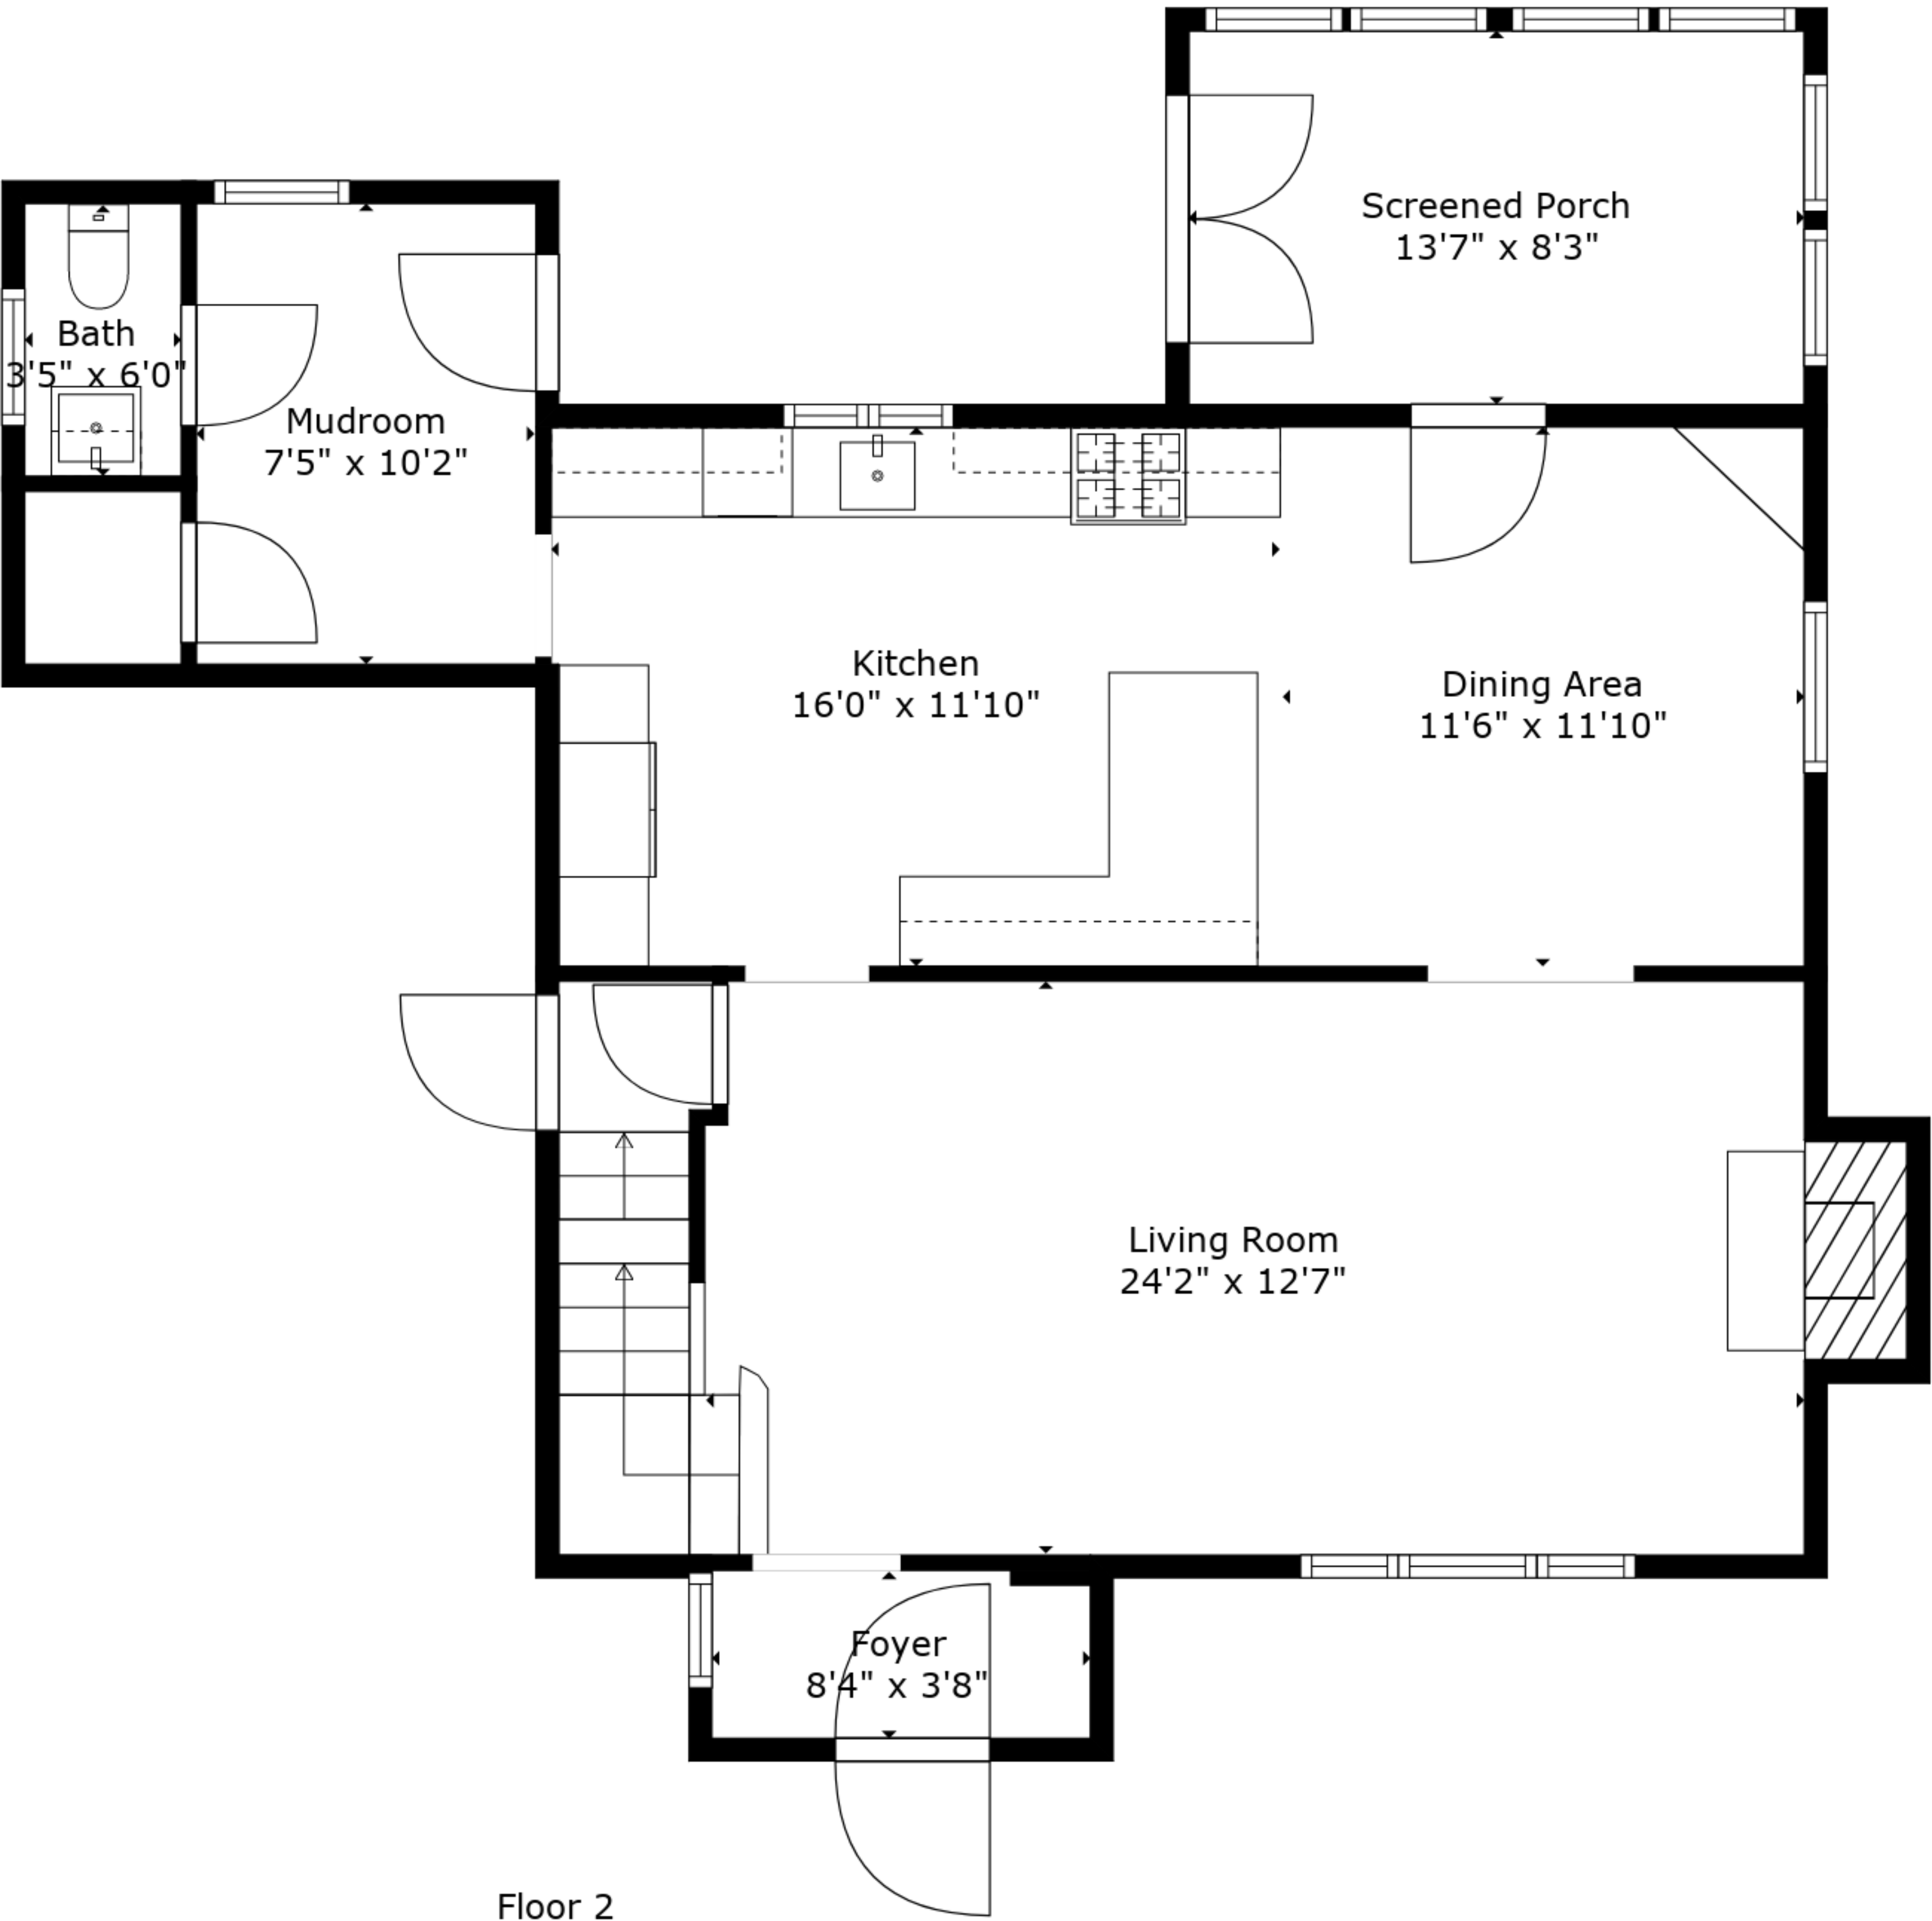 Screened Porch
13'7" x 8'3"
Bath
3'5" x 6'0"
Mudroom
7'5" x 10'2"
Kitchen
16'0" x 11'10"
Dining Area
11'6" x 11'10"
Living Room
24'2" x 12'7"
Foyer
8'4" x 3'8"
Floor 2